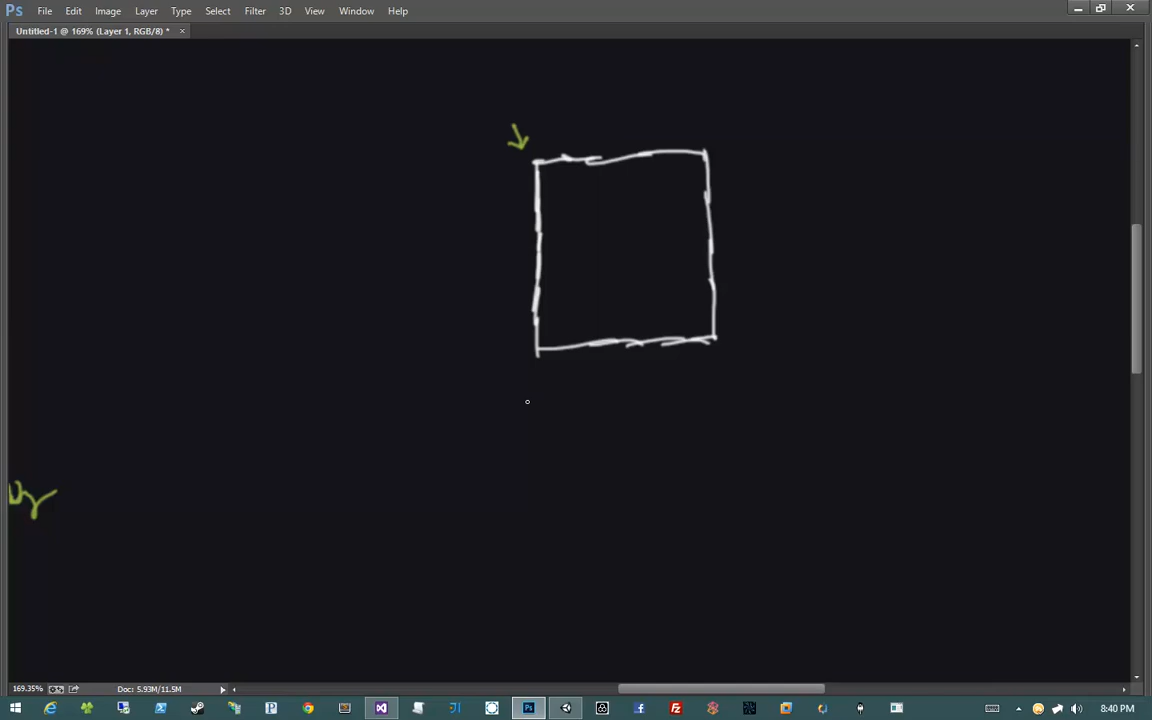 Ps File Edit Image Layer Type Select Filter 3D View Window Help
Untitled-1 @ 169% (Layer 1, RGB/8) * ×
169.35% Doc: 5.93M/11.5M
8:40 PM